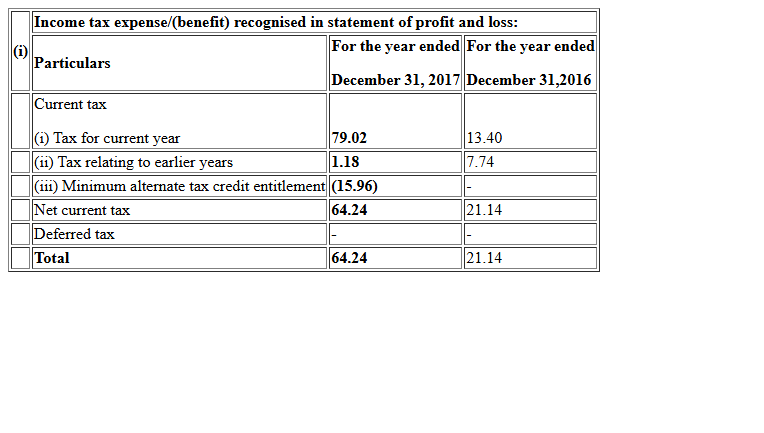 Income tax expense/(benefit) recognised in statement of profit and loss:
(i)
Particulars
For the year ended For the year ended
December 31, 2017 December 31,2016
Current tax
(i) Tax for current year 79.02 13.40
(ii) Tax relating to earlier years 1.18 7.74
(iii) Minimum alternate tax credit entitlement (15.96) -
Net current tax 64.24 21.14
Deferred tax - -
Total 64.24 21.14